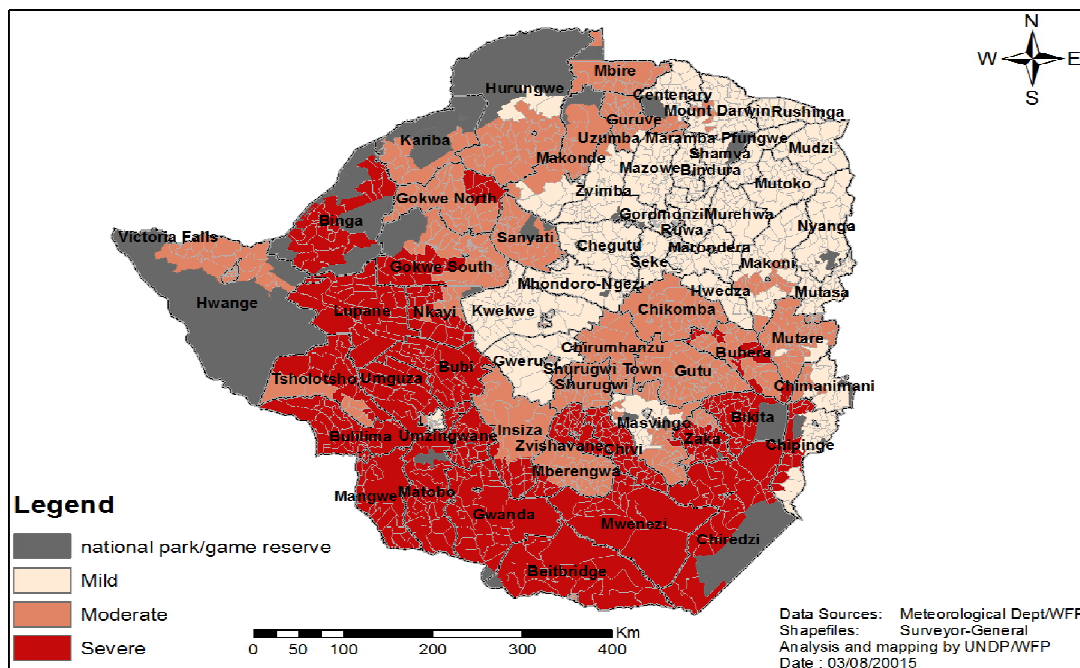 N
W E
S
Mbire
Hurungwe
Centenary
Mount Darwin Rushinga
Guruve
Kariba
Uzumba Maramba Pfungwe
Shamva
Mudzi
Makonde
Mazowe
Bindura
Zvimba
Mutoko
Gokwe North
Goromonzi Murehwa
Binga
Ruwa
Nyanga
Victoria Falls
Sanyati
Chegutu
Marondera
Gokwe South
Seke
Makoni
Mhondoro-Ngezi
Hwedza
Mutasa
Hwange
Lupane
Nkayi
Kwekwe
Chikomba
Mutare
Chirumhanzu
Buhera
Gweru
Bubi
Shurugwi Town
Gutu
Tsholotsho Umguza
Shurugwi
Chimanimani
Bikita
Masvingo
Bulilima
Umzingwane
Insiza
Zaka
Zvishavane
Chivi
Chipinge
Mberengwa
Mangwe
Matobo
Gwanda
Mwenezi
Chiredzi
Beitbridge
Legend
national park/game reserve
Mild
Moderate
Severe
Km
0 50 100 200 300 400
Data Sources: Meteorological Dept/WFP
Shapefiles: Surveyor-General
Analysis and mapping by UNDP/WFP
Date : 03/08/20015